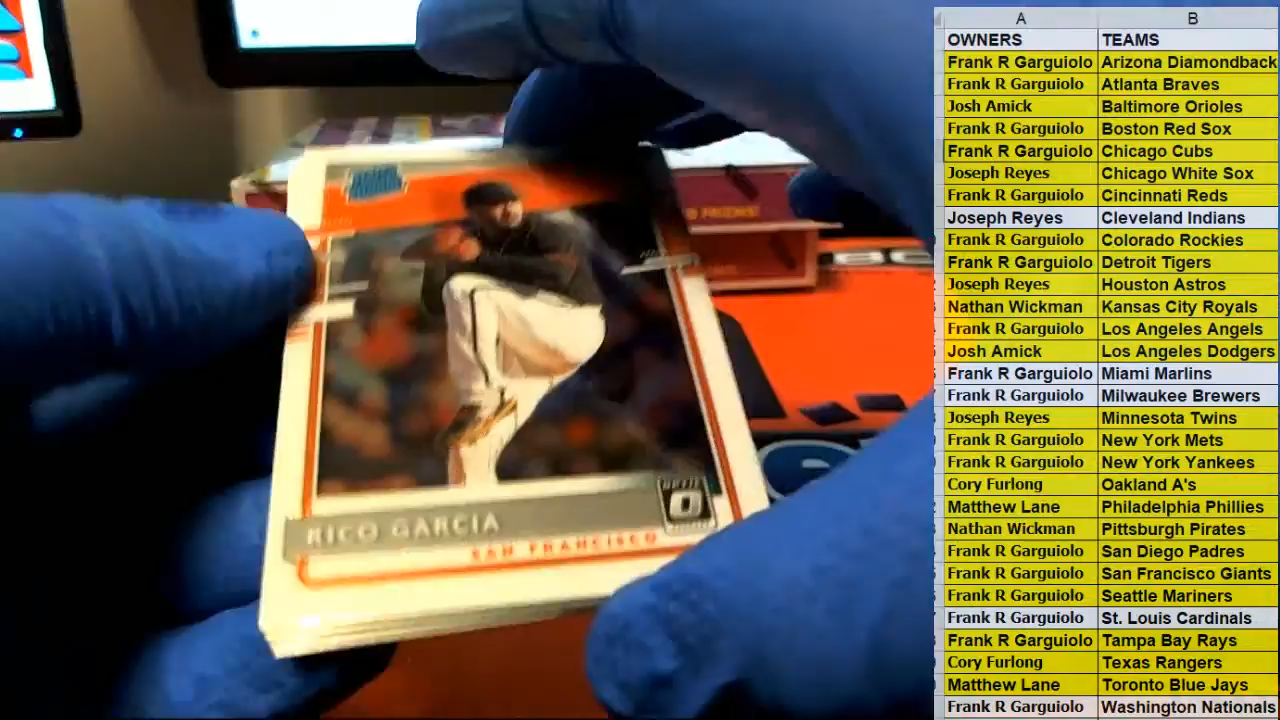 RICO GARCIA
SAN FRANCISCO
OPTIC
A B
OWNERS TEAMS
Frank R Garguiolo Arizona Diamondback
Frank R Garguiolo Atlanta Braves
Josh Amick Baltimore Orioles
Frank R Garguiolo Boston Red Sox
Frank R Garguiolo Chicago Cubs
Joseph Reyes Chicago White Sox
Frank R Garguiolo Cincinnati Reds
Joseph Reyes Cleveland Indians
Frank R Garguiolo Colorado Rockies
Frank R Garguiolo Detroit Tigers
Joseph Reyes Houston Astros
Nathan Wickman Kansas City Royals
Frank R Garguiolo Los Angeles Angels
Josh Amick Los Angeles Dodgers
Frank R Garguiolo Miami Marlins
Frank R Garguiolo Milwaukee Brewers
Joseph Reyes Minnesota Twins
Frank R Garguiolo New York Mets
Frank R Garguiolo New York Yankees
Cory Furlong Oakland A's
Matthew Lane Philadelphia Phillies
Nathan Wickman Pittsburgh Pirates
Frank R Garguiolo San Diego Padres
Frank R Garguiolo San Francisco Giants
Frank R Garguiolo Seattle Mariners
Frank R Garguiolo St. Louis Cardinals
Frank R Garguiolo Tampa Bay Rays
Cory Furlong Texas Rangers
Matthew Lane Toronto Blue Jays
Frank R Garguiolo Washington Nationals